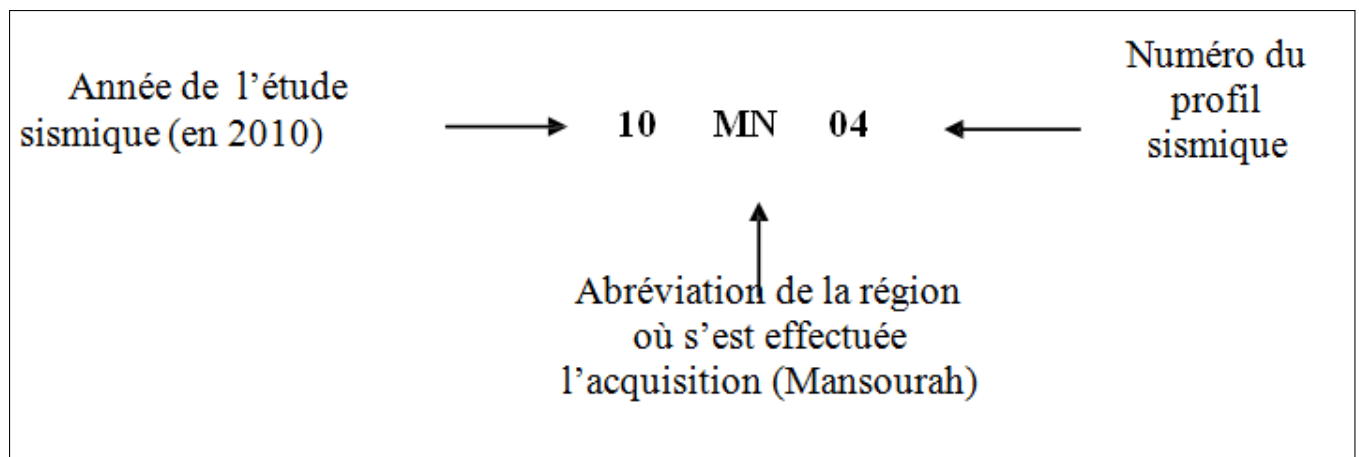 Année de l'étude
sismique (en 2010)
10 MN 04
Numéro du
profil
sismique
Abréviation de la région
où s'est effectuée
l'acquisition (Mansourah)